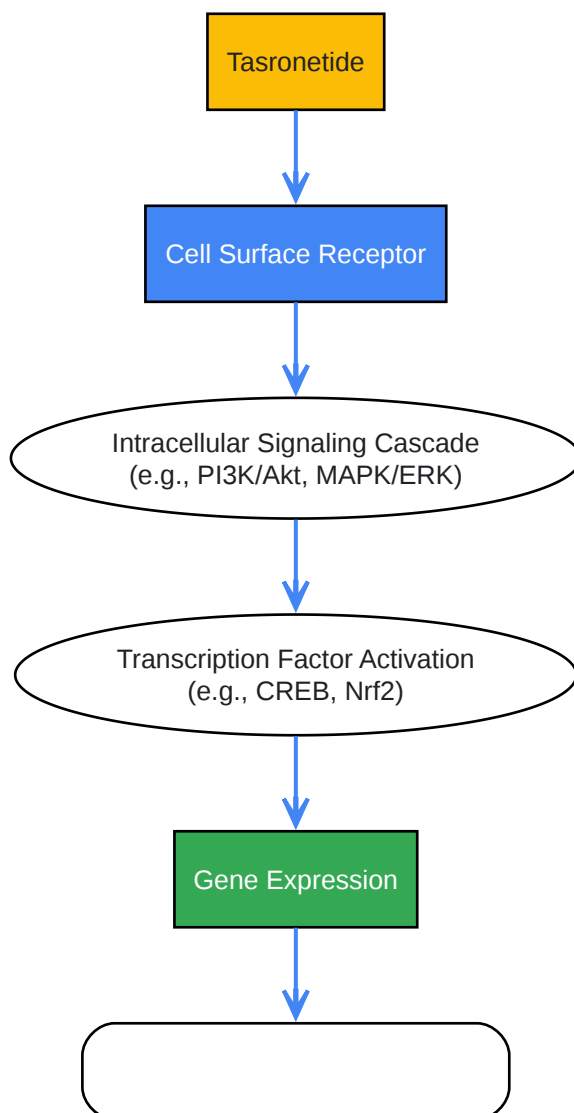 Tasronetide
Cell Surface Receptor
Intracellular Signaling Cascade
(e.g., PI3K/Akt, MAPK/ERK)
Transcription Factor Activation
(e.g., CREB, Nrf2)
Gene Expression